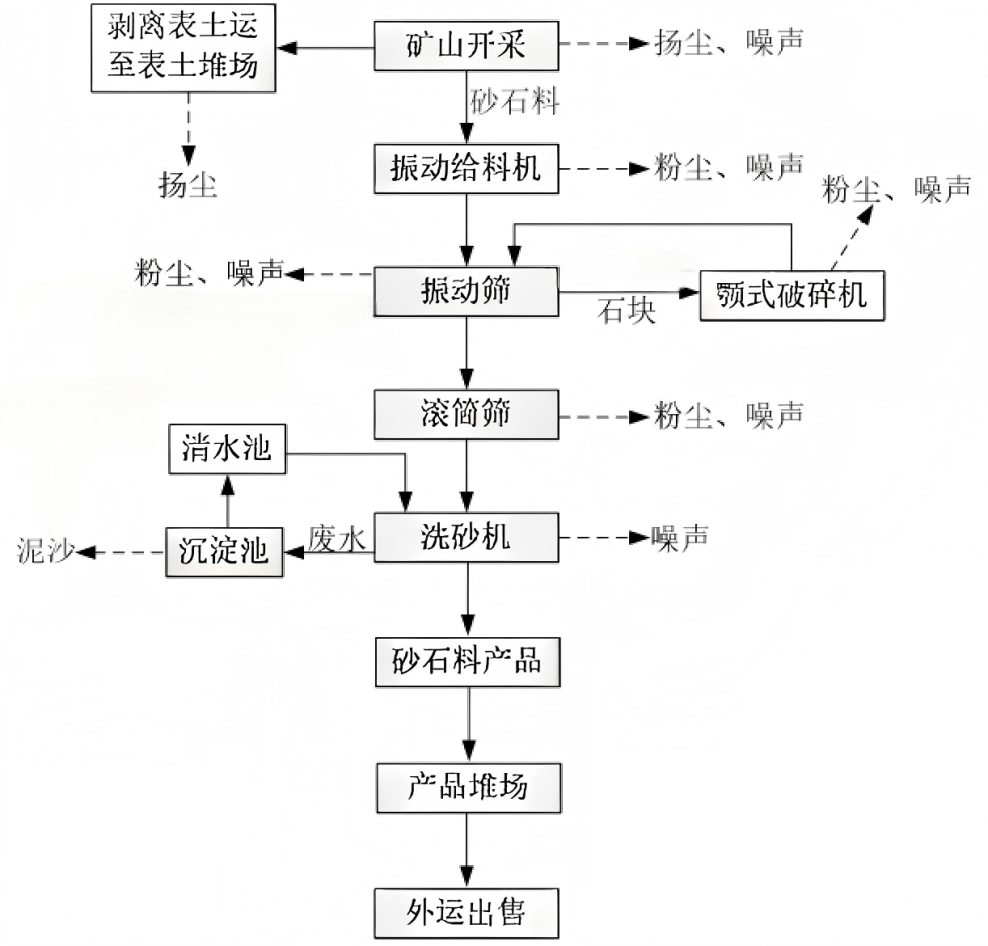 剥离表土运
至表土堆场
矿山开采
扬尘、噪声
砂石料
扬尘
振动给料机
粉尘、噪声
粉尘、噪声
粉尘、噪声
振动筛
石块
颚式破碎机
滚筒筛
粉尘、噪声
消水池
泥沙
沉淀池
废水
洗砂机
噪声
砂石料产品
产品堆场
外运出售